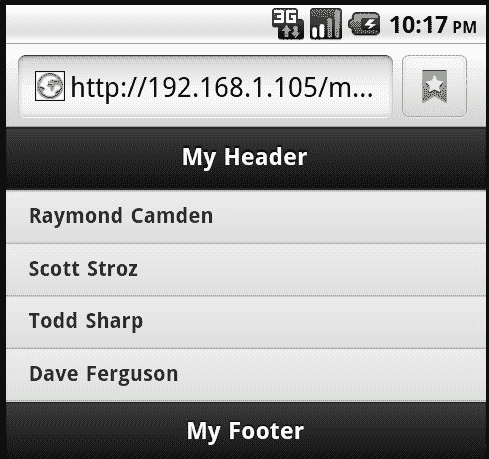 3G 10:17 PM
http://192.168.1.105/m...
My Header
Raymond Camden
Scott Stroz
Todd Sharp
Dave Ferguson
My Footer